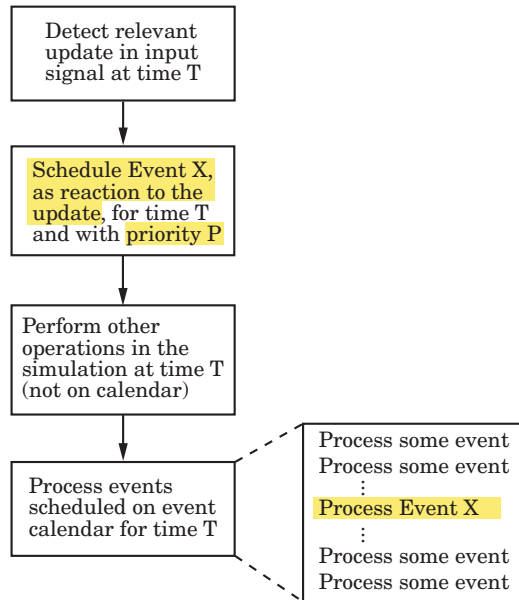 Detect relevant
update in input
signal at time T
Schedule Event X,
as reaction to the
update, for time T
and with priority P
Perform other
operations in the
simulation at time T
(not on calendar)
Process events
scheduled on event
calendar for time T
Process some event
Process some event
⋮
Process Event X
⋮
Process some event
Process some event